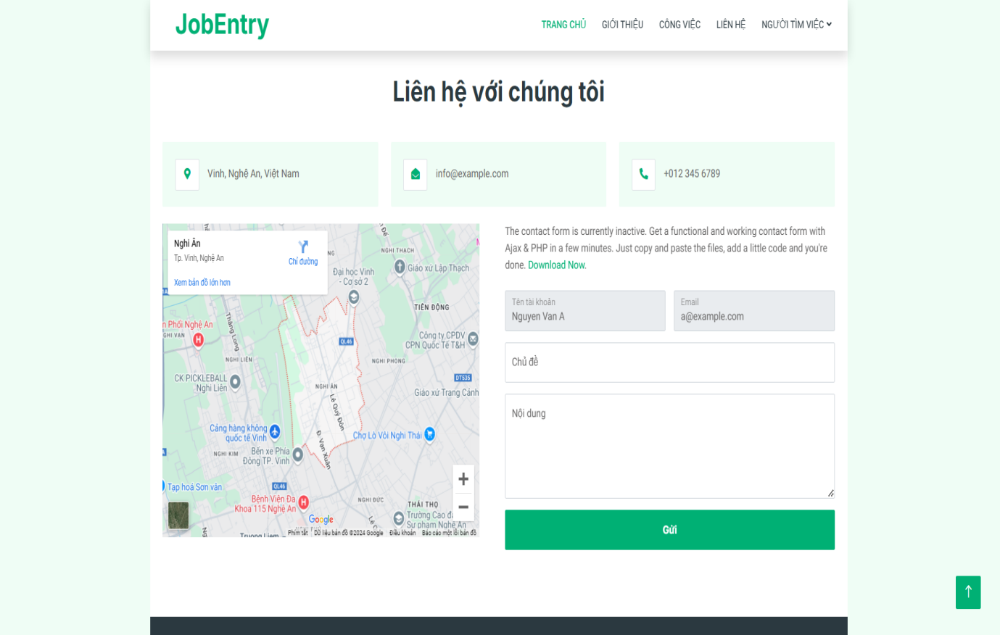 JobEntry
TRANG CHỦ
GIỚI THIỆU
CÔNG VIỆC
LIÊN HỆ
NGƯỜI TÌM VIỆC
Liên hệ với chúng tôi
Vinh, Nghệ An, Việt Nam
info@example.com
+012 345 6789
Nghi Ân
Tp. Vinh, Nghệ An
Chỉ đường
Xem bản đồ lớn hơn
NGHI THẠCH
Giáo xứ Lập Thạch
Đại học Vinh
- Cơ sở 2
TIÊN ĐỘNG
n Phổi Nghệ An
GHI VẠN
Thăng Long
QL46
Công ty CPDV
CPN Quốc Tế T&H
NGHI LIÊN
NGHI PHONG
CK PICKLEBALL
Nghi Liên
DT535
NGHI ÂN
Giáo xứ Trang Cảnh
Lê Quý Đôn
Cảng hàng không
quốc tế Vinh
Đ. Vạn Xuân
Chợ Lò Vôi Nghi Thái
NGHI KIM
Bến xe Phía
Đông TP. Vinh
Tạp hoá Sơn vân
QL46
Bệnh Viện Đa
Khoa 115 Nghệ An
NGHI ĐỨC
THÁI THỌ
Trường Cao đẳ
Sư phạm Nghệ An
Google
Truong Liem
Phím tắt
Dữ liệu bản đồ ©2024 Google
Điều khoản
Báo cáo một lỗi bản đồ
The contact form is currently inactive. Get a functional and working contact form with
Ajax & PHP in a few minutes. Just copy and paste the files, add a little code and you're
done. Download Now.
Tên tài khoản
Nguyen Van A
Email
a@example.com
Chủ đề
Nội dung
Gửi